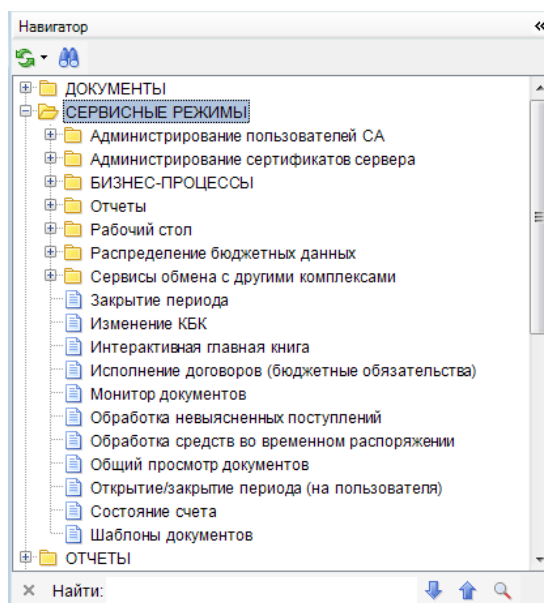 Навигатор
ДОКУМЕНТЫ
СЕРВИСНЫЕ РЕЖИМЫ
Администрирование пользователей СА
Администрирование сертификатов сервера
БИЗНЕС-ПРОЦЕССЫ
Отчеты
Рабочий стол
Распределение бюджетных данных
Сервисы обмена с другими комплексами
Закрытие периода
Изменение КБК
Интерактивная главная книга
Исполнение договоров (бюджетные обязательства)
Монитор документов
Обработка невыясненных поступлений
Обработка средств во временном распоряжении
Общий просмотр документов
Открытие/закрытие периода (на пользователя)
Состояние счета
Шаблоны документов
ОТЧЕТЫ
Найти: